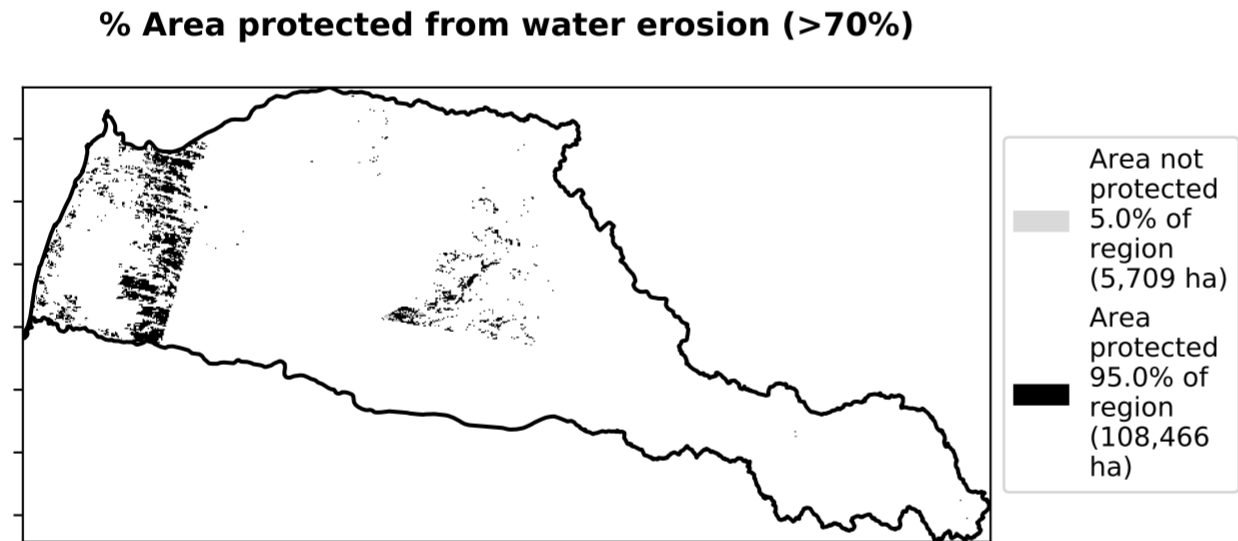 % Area protected from water erosion (>70%)
Area not
protected
5.0% of
region
(5,709 ha)
Area
protected
95.0% of
region
(108,466
ha)